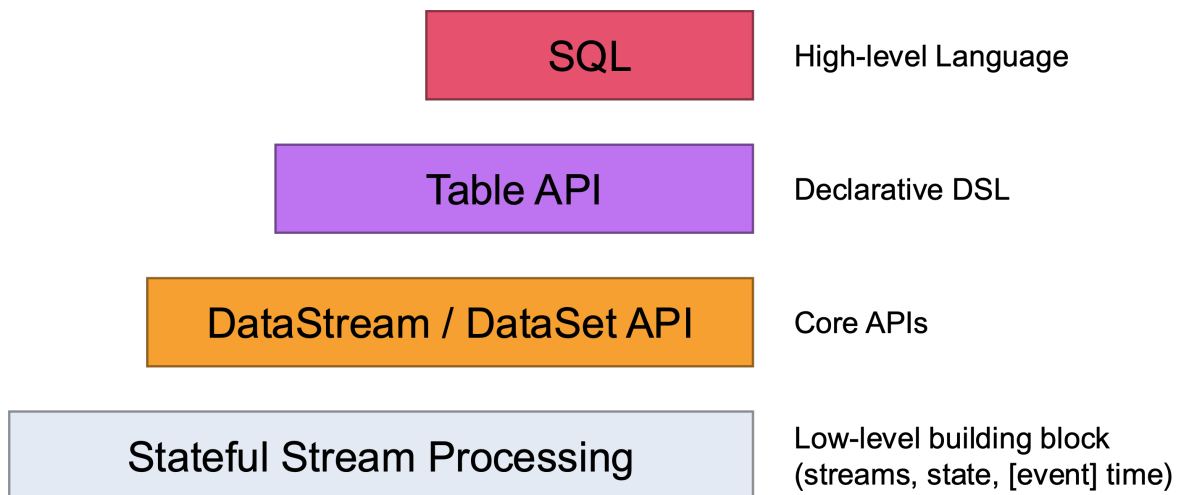 SQL
High-level Language
Table API
Declarative DSL
DataStream / DataSet API
Core APIs
Stateful Stream Processing
Low-level building block
(streams, state, [event] time)